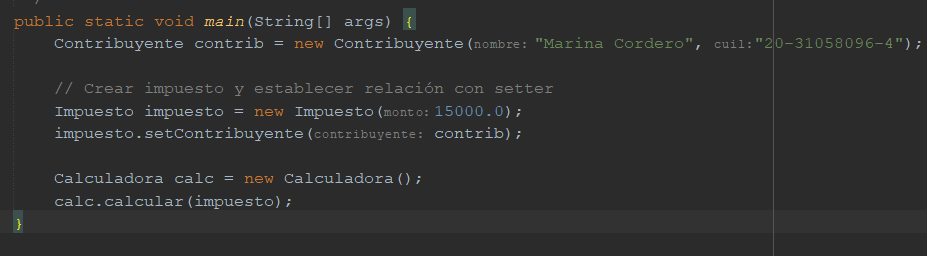 public static void main(String[] args) {
Contribuyente contrib = new Contribuyente(nombre: "Marina Cordero", cuil:"20-31058096-4");
// Crear impuesto y establecer relación con setter
Impuesto impuesto = new Impuesto(monto: 15000.0);
impuesto.setContribuyente(contribuyente: contrib);
Calculadora calc = new Calculadora();
calc.calcular(impuesto);
}